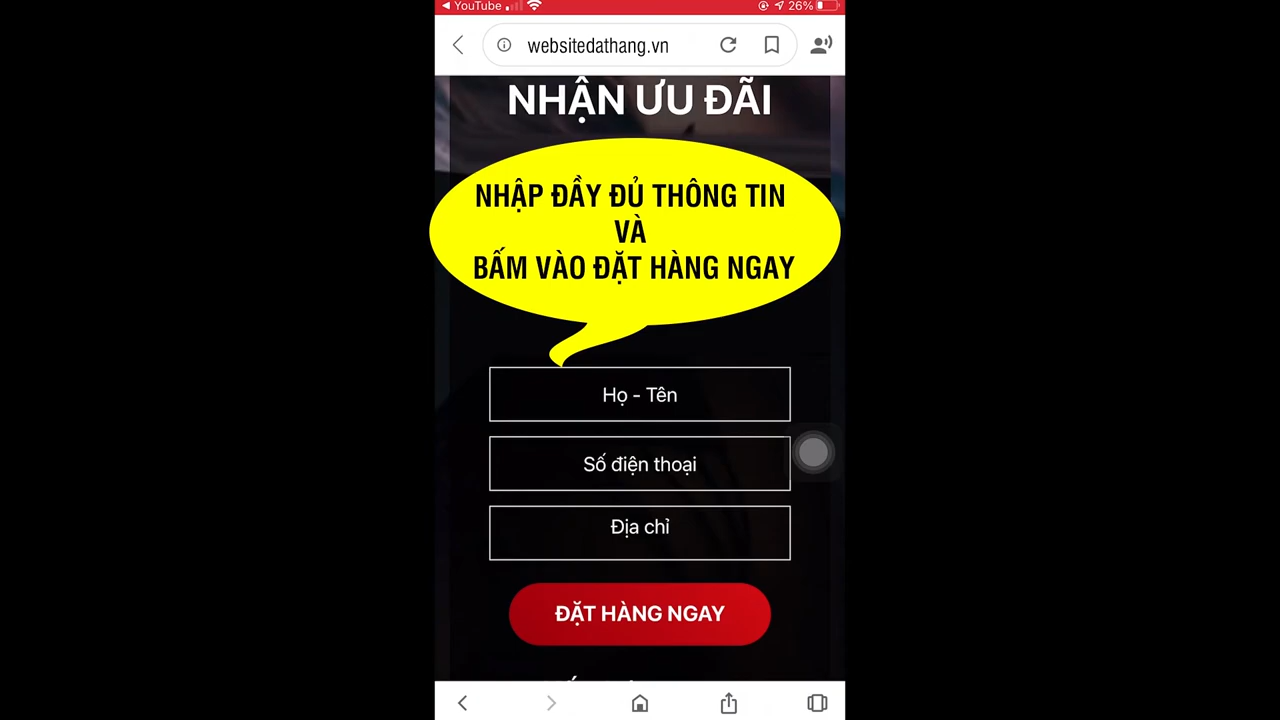 YouTube
26%
websitedathang.vn
NHẬN ƯU ĐÃI
NHẬP ĐẦY ĐỦ THÔNG TIN
VÀ
BẤM VÀO ĐẶT HÀNG NGAY
Họ - Tên
Số điện thoại
Địa chỉ
ĐẶT HÀNG NGAY